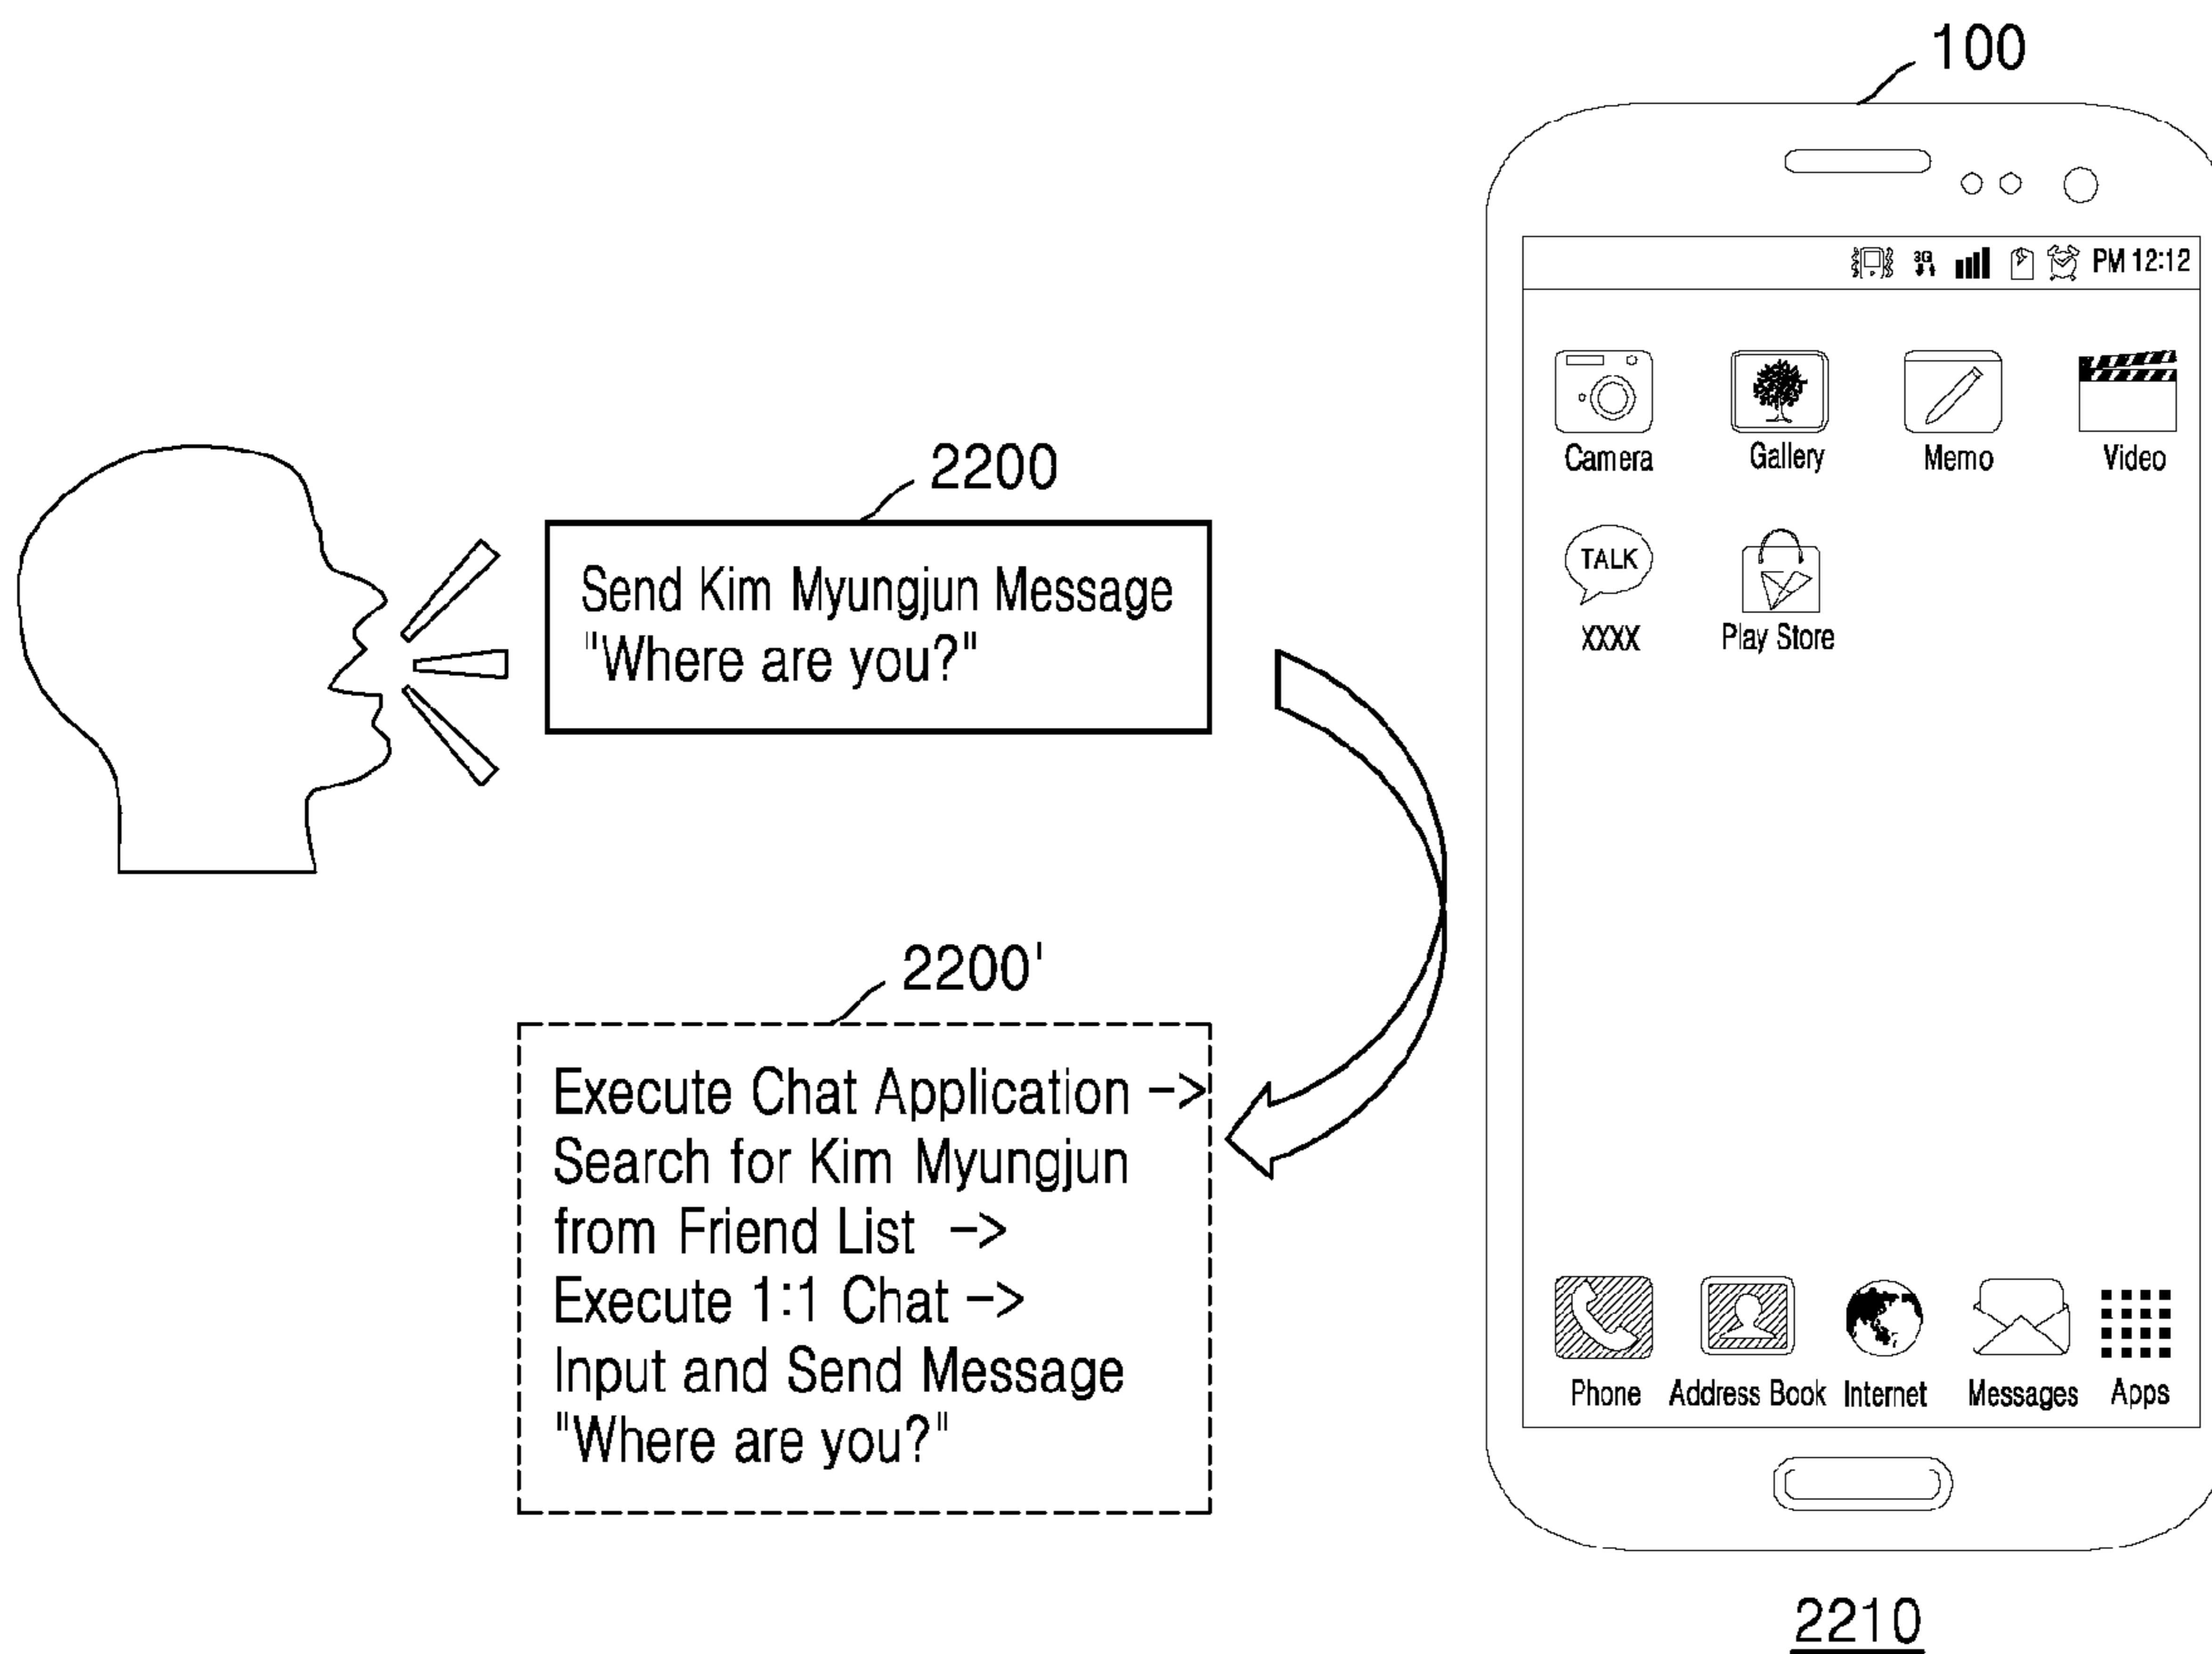 100
3G
PM 12:12
Camera
Gallery
Memo
Video
TALK
XXXX
Play Store
2200
Send Kim Myungjun Message
"Where are you?"
2200'
Execute Chat Application ->
Search for Kim Myungjun
from Friend List ->
Execute 1:1 Chat ->
Input and Send Message
"Where are you?"
Phone
Address Book
Internet
Messages
Apps
2210